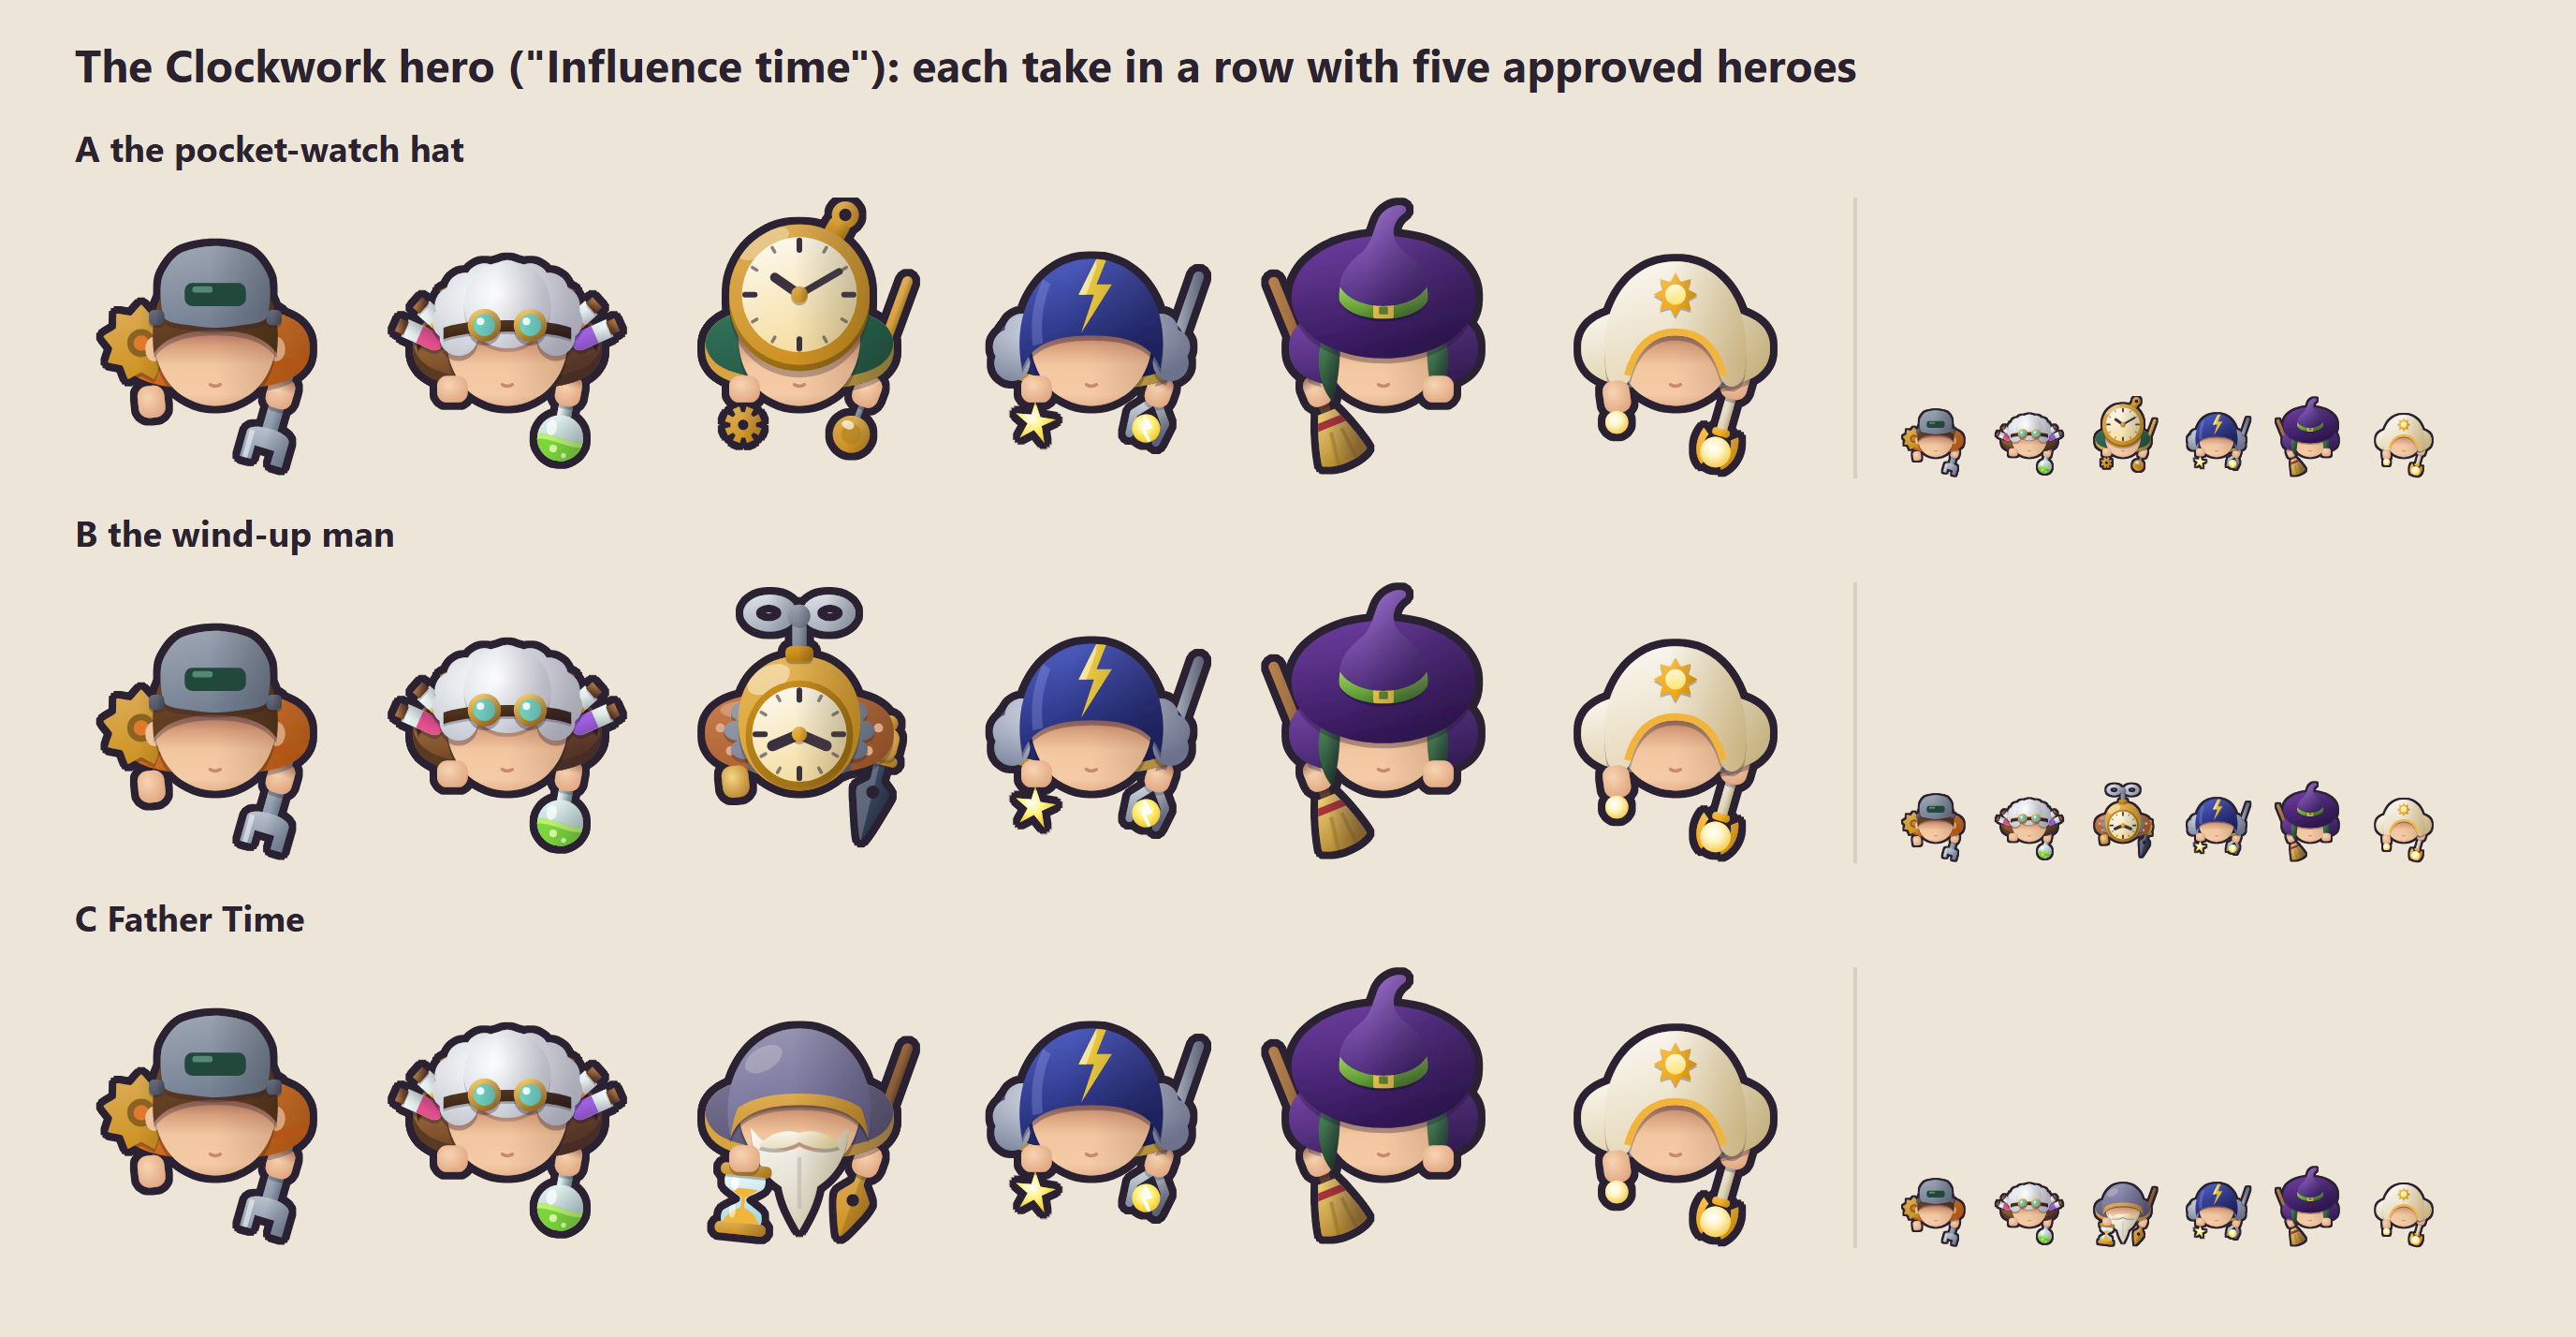 The Clockwork hero ("Influence time"): each take in a row with five approved heroes
A the pocket-watch hat
B the wind-up man
C Father Time